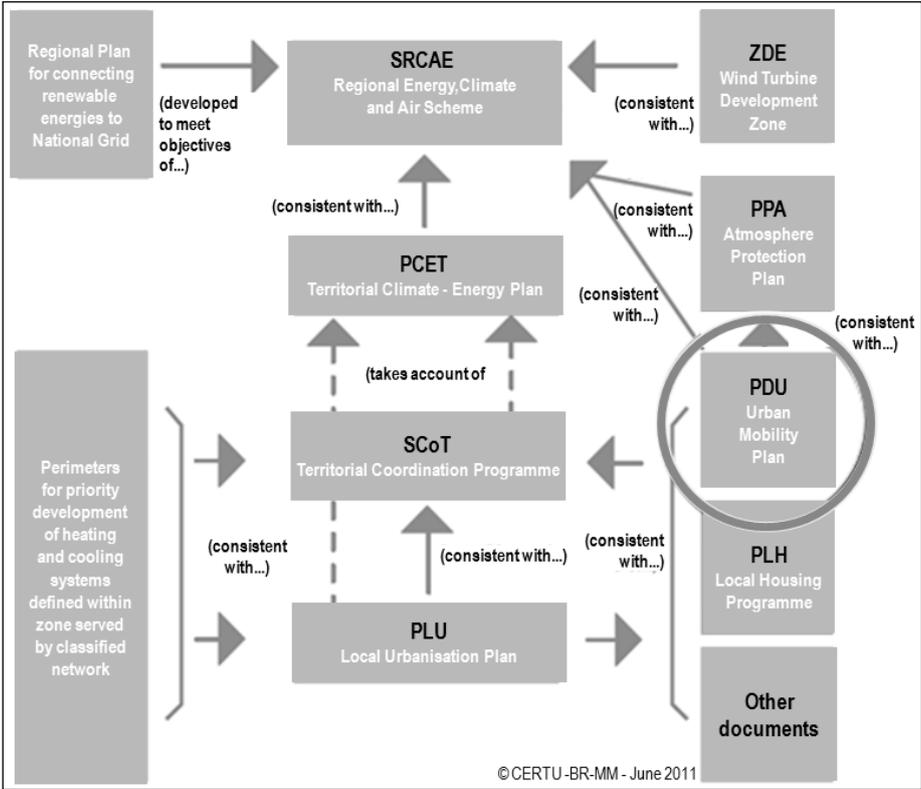 Regional Plan
for connecting
renewable
energies to
National Grid
(developed
to meet
objectives
of...)
SRCAE
Regional Energy,Climate
and Air Scheme
(consistent
with...)
ZDE
Wind Turbine
Development
Zone
(consistent with...)
(consistent
with...)
PPA
Atmosphere
Protection
Plan
PCET
Territorial Climate - Energy Plan
(consistent
with...)
(consistent
with...)
(takes account of
PDU
Urban
Mobility
Plan
Perimeters
for priority
development
of heating
and cooling
systems
defined within
zone served
by classified
network
SCoT
Territorial Coordination Programme
(consistent
with...)
(consistent with...)
(consistent
with...)
PLH
Local Housing
Programme
PLU
Local Urbanisation Plan
Other
documents
©CERTU-BR-MM - June 2011